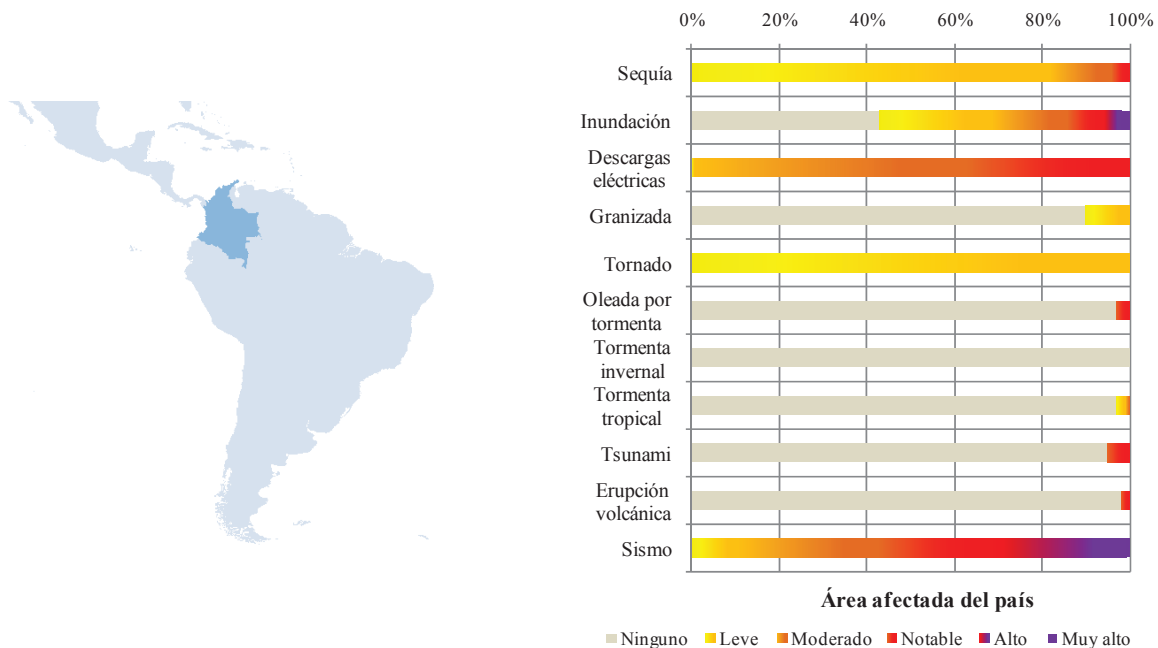 0% 20% 40% 60% 80% 100%
Sequía
Inundación
Descargas
eléctricas
Granizada
Tornado
Oleada por
tormenta
Tormenta
invernal
Tormenta
tropical
Tsunami
Erupción
volcánica
Sismo
Área afectada del país
Ninguno Leve Moderado Notable Alto Muy alto